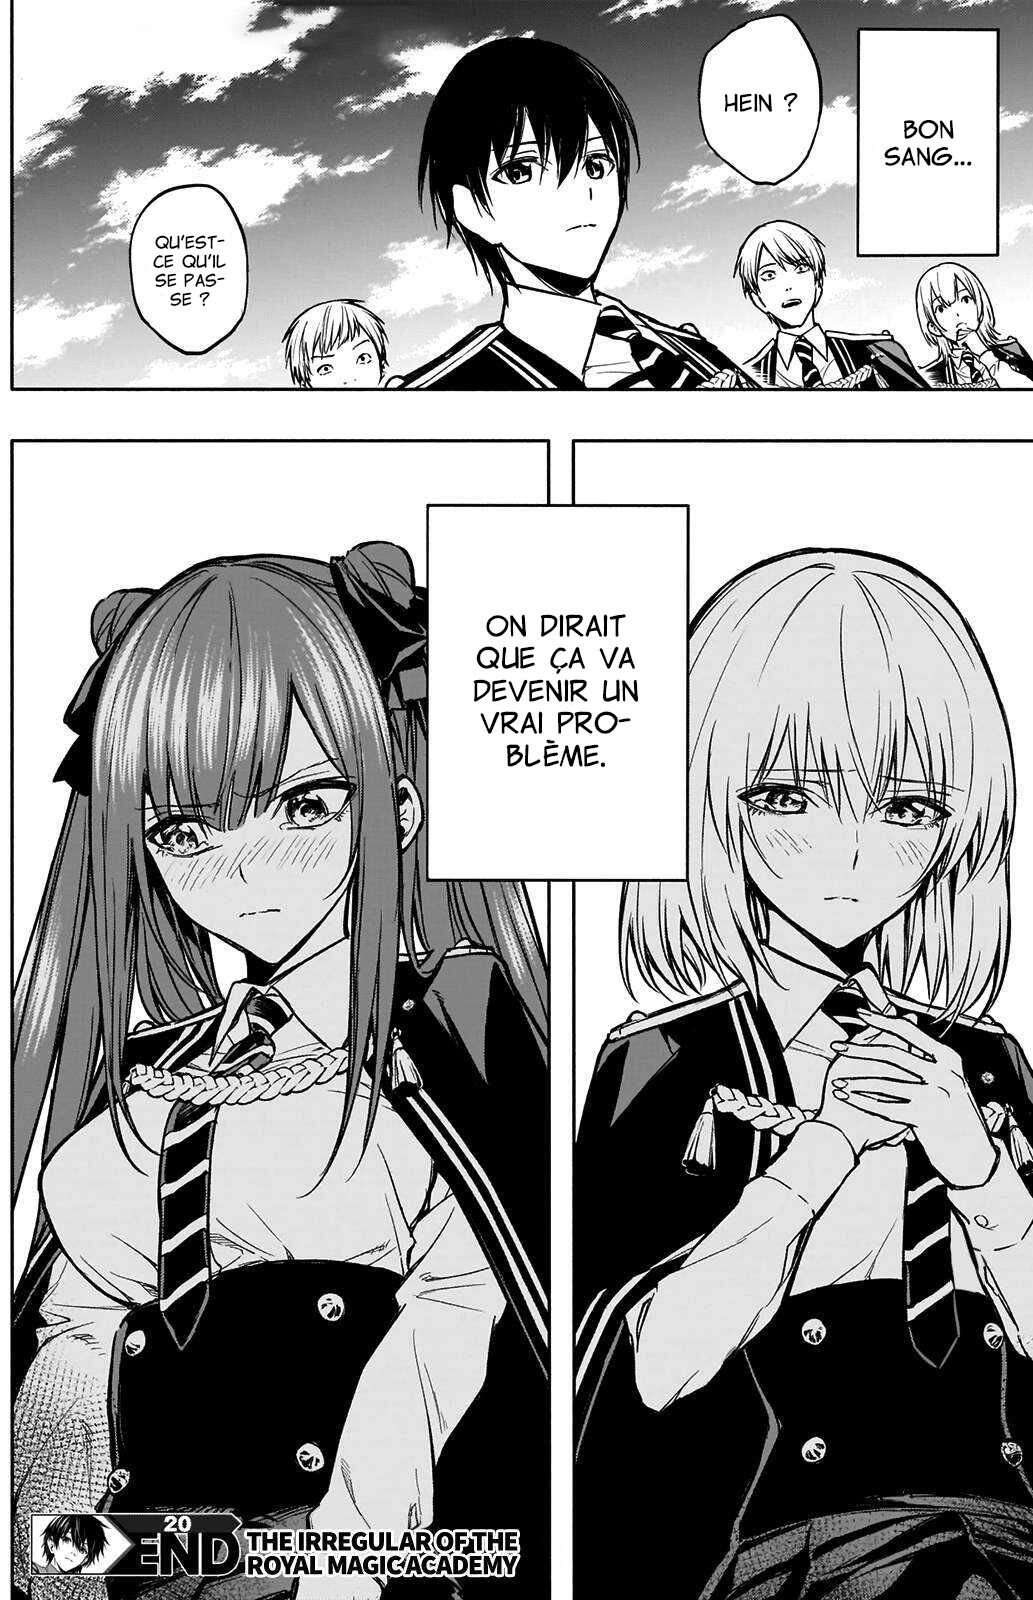 BON
SANG...
HEIN ?
QU'EST-
CE QU'IL
SE PAS-
SE ?
ON DIRAIT
QUE ÇA VA
DEVENIR UN
VRAI PRO-
BLÈME.
20
END
THE IRREGULAR OF THE
ROYAL MAGIC ACADEMY